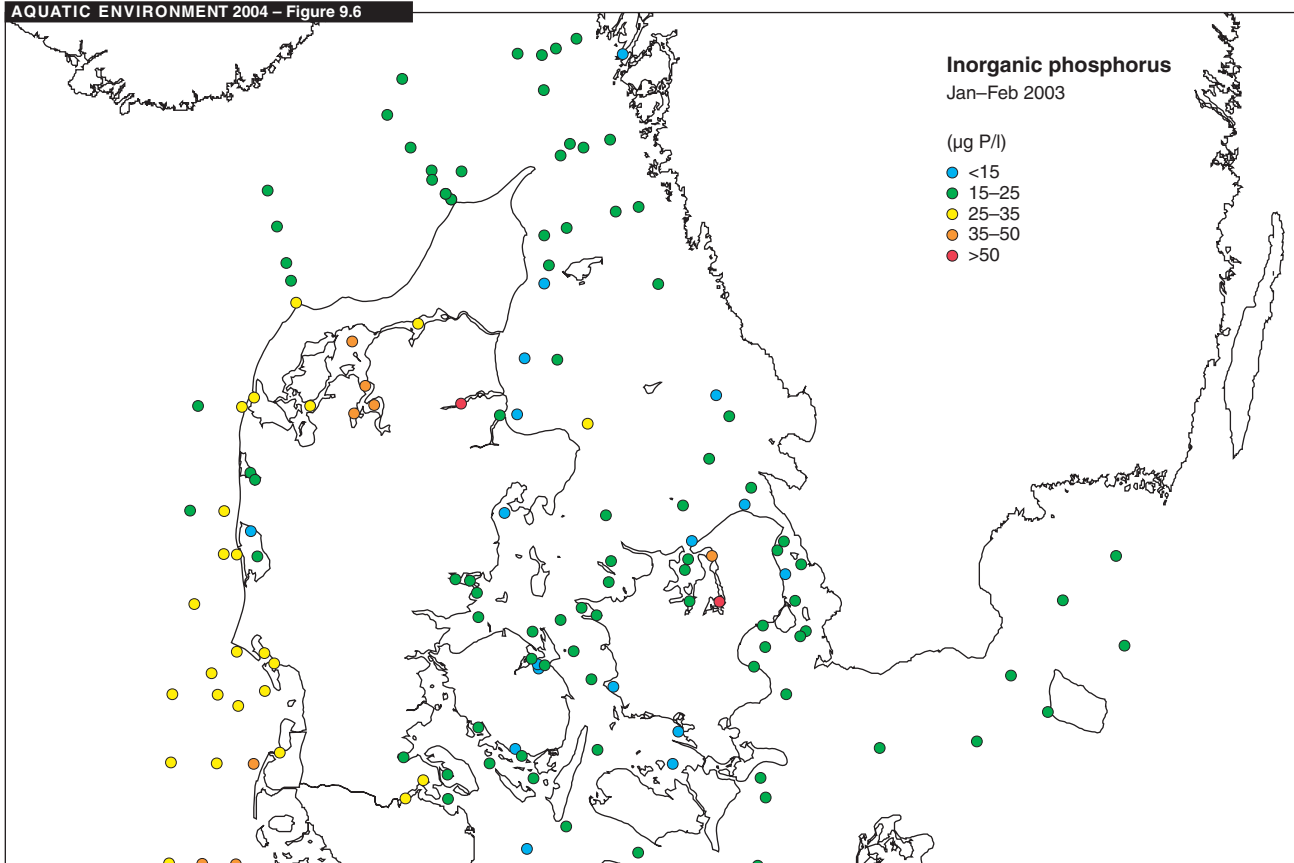 AQUATIC ENVIRONMENT 2004 – Figure 9.6
Inorganic phosphorus
Jan–Feb 2003
(µg P/l)
<15
15–25
25–35
35–50
>50